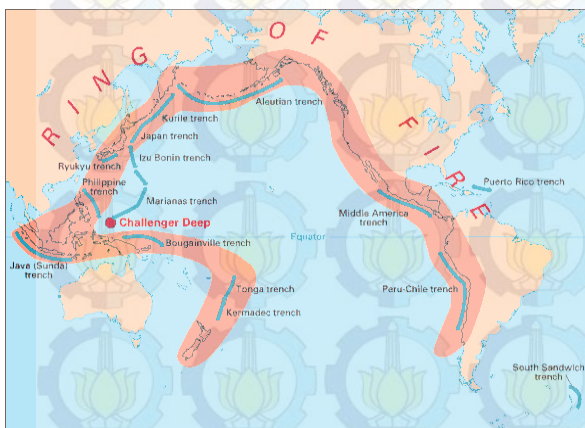 RING OF FIRE
Aleutian trench
Kurile trench
Japan trench
Izu Bonin trench
Ryukyu trench
Philippine
trench
Marianas trench
Challenger Deep
Bougainville trench
Java (Sunda)
trench
Equator
Tonga trench
Kermadec trench
Puerto Rico trench
Middle America
trench
Peru-Chile trench
South Sandwich
trench